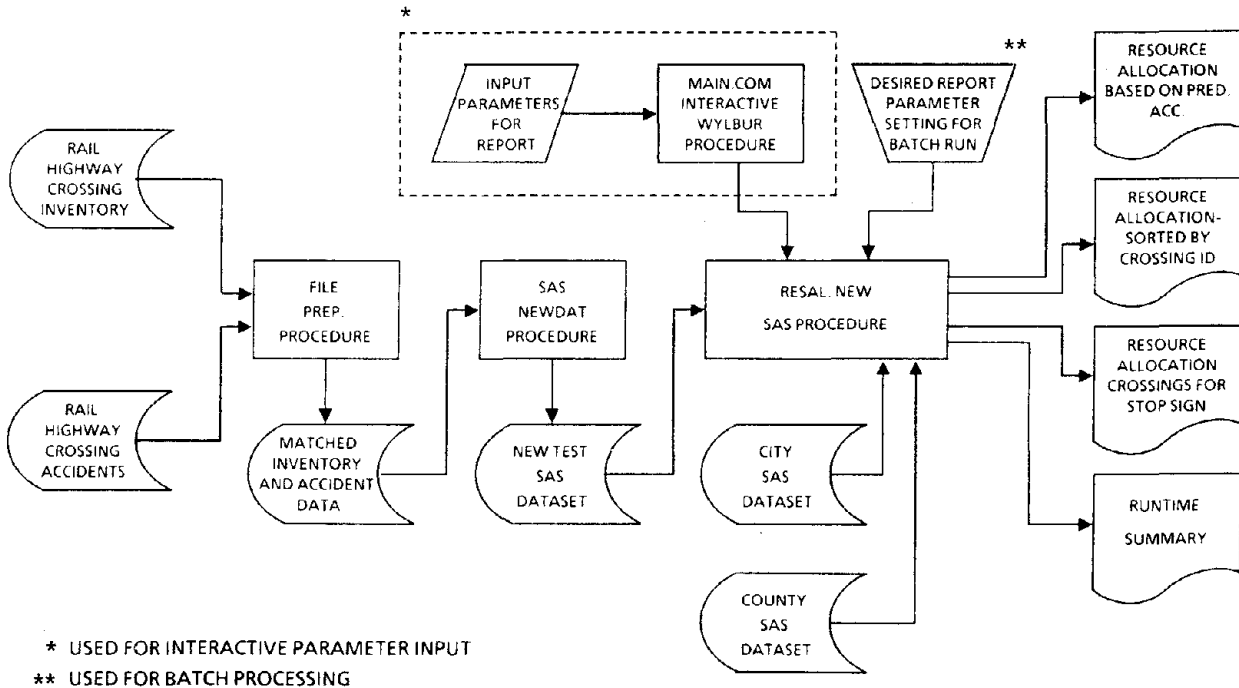 *
INPUT
PARAMETERS
FOR
REPORT
MAIN.COM
INTERACTIVE
WYLBUR
PROCEDURE
**
DESIRED REPORT
PARAMETER
SETTING FOR
BATCH RUN
RESOURCE
ALLOCATION
BASED ON PRED.
ACC.
RAIL
HIGHWAY
CROSSING
INVENTORY
RESOURCE
ALLOCATION-
SORTED BY
CROSSING ID
FILE
PREP.
PROCEDURE
SAS
NEWDAT
PROCEDURE
RESAL. NEW
SAS PROCEDURE
RESOURCE
ALLOCATION
CROSSINGS FOR
STOP SIGN
RAIL
HIGHWAY
CROSSING
ACCIDENTS
MATCHED
INVENTORY
AND ACCIDENT
DATA
NEW TEST
SAS
DATASET
CITY
SAS
DATASET
RUNTIME
SUMMARY
COUNTY
SAS
DATASET
* USED FOR INTERACTIVE PARAMETER INPUT
** USED FOR BATCH PROCESSING